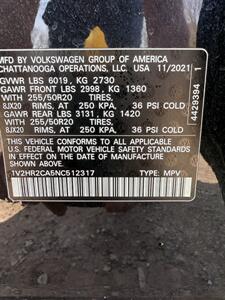 MFD BY VOLKSWAGEN GROUP OF AMERICA
CHATTANOOGA OPERATIONS, LLC. USA 11/2021
GVWR LBS 6019, KG 2730
GAWR FRONT LBS 2998, KG 1360
WITH 255/50R20 TIRES,
8JX20 RIMS, AT 250 KPA, 36 PSI COLD
GAWR REAR LBS 3131, KG 1420
WITH 255/50R20 TIRES,
8JX20 RIMS, AT 250 KPA, 36 PSI COLD
THIS VEHICLE CONFORMS TO ALL APPLICABLE
U.S. FEDERAL MOTOR VEHICLE SAFETY
STANDARDS IN EFFECT ON THE DATE OF
MANUFACTURE SHOWN ABOVE.
1V2HR2CA5NC512317 TYPE: MPV
4429394 1